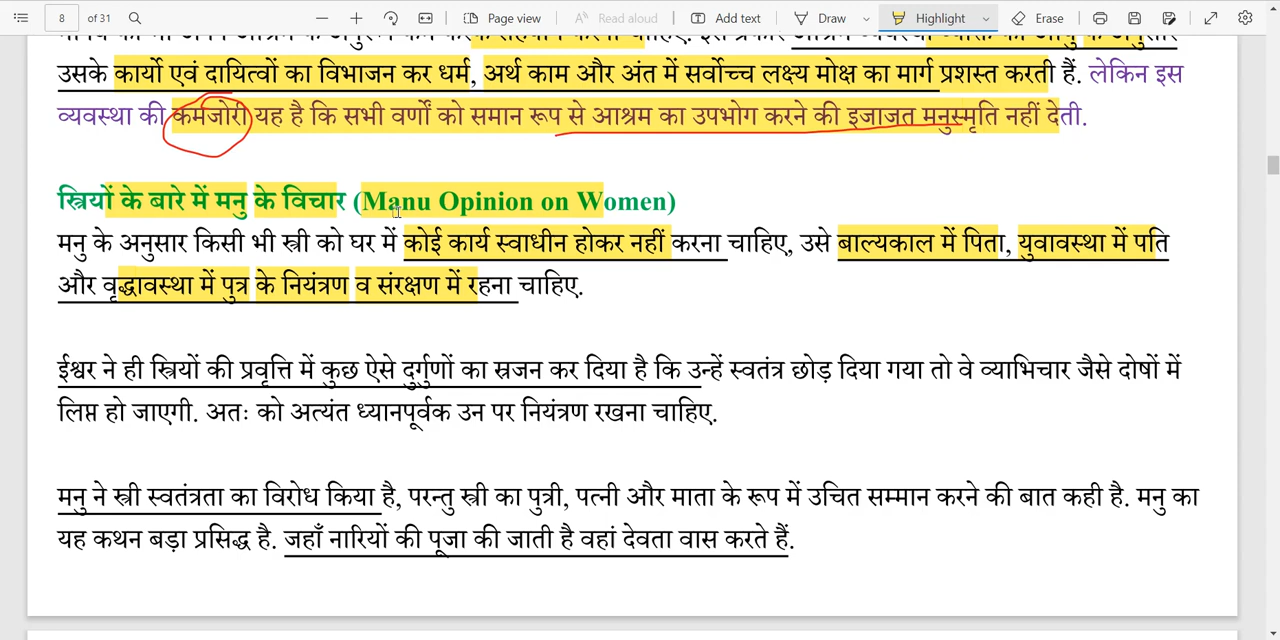 8 of 31 Page view Read aloud Add text Draw Highlight Erase
उसके कार्यो एवं दायित्वों का विभाजन कर धर्म, अर्थ काम और अंत में सर्वोच्च लक्ष्य मोक्ष का मार्ग प्रशस्त करती हैं. लेकिन इस
व्यवस्था की कमजोरी यह है कि सभी वर्णों को समान रूप से आश्रम का उपभोग करने की इजाजत मनुस्मृति नहीं देती.
स्त्रियों के बारे में मनु के विचार (Manu Opinion on Women)
मनु के अनुसार किसी भी स्त्री को घर में कोई कार्य स्वाधीन होकर नहीं करना चाहिए, उसे बाल्यकाल में पिता, युवावस्था में पति
और वृद्धावस्था में पुत्र के नियंत्रण व संरक्षण में रहना चाहिए.
ईश्वर ने ही स्त्रियों की प्रवृत्ति में कुछ ऐसे दुर्गुणों का स्रजन कर दिया है कि उन्हें स्वतंत्र छोड़ दिया गया तो वे व्याभिचार जैसे दोषों में
लिप्त हो जाएगी. अतः को अत्यंत ध्यानपूर्वक उन पर नियंत्रण रखना चाहिए.
मनु ने स्त्री स्वतंत्रता का विरोध किया है, परन्तु स्त्री का पुत्री, पत्नी और माता के रूप में उचित सम्मान करने की बात कही है. मनु का
यह कथन बड़ा प्रसिद्ध है. जहाँ नारियों की पूजा की जाती है वहां देवता वास करते हैं.